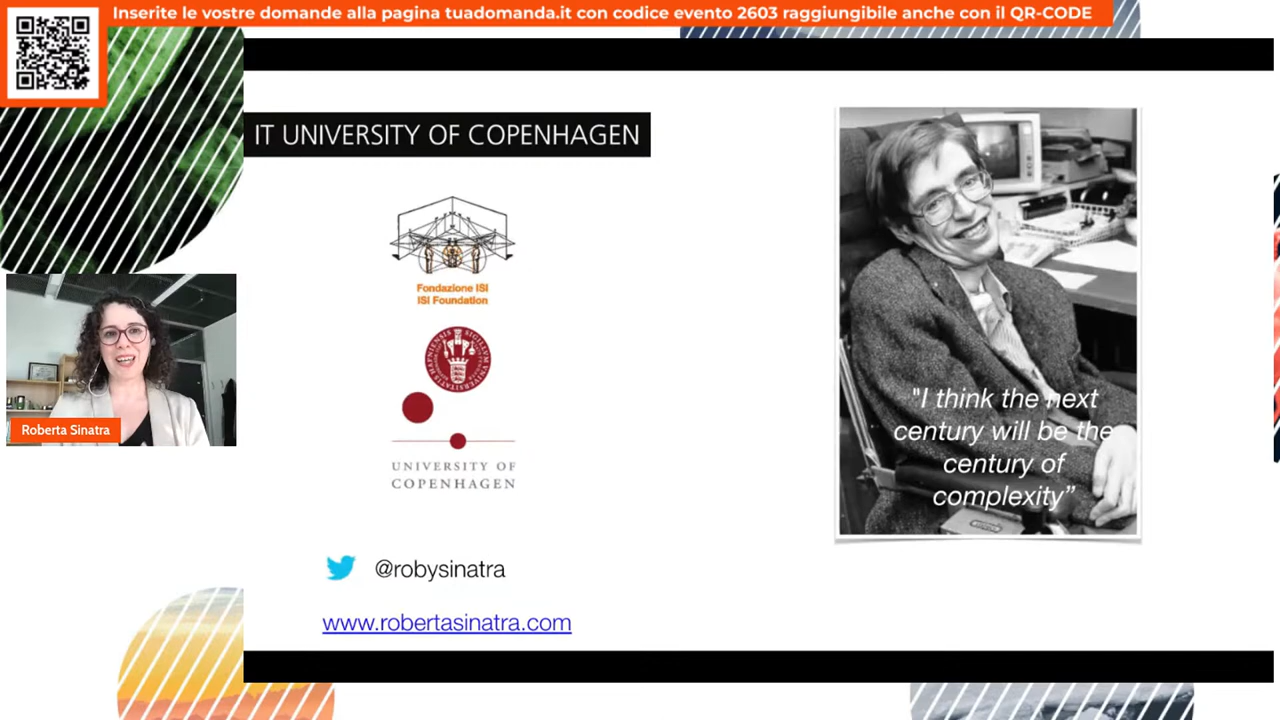 Inserite le vostre domande alla pagina tuadomanda.it con codice evento 2603 raggiungibile anche con il QR-CODE
IT UNIVERSITY OF COPENHAGEN
Fondazione ISI
ISI Foundation
UNIVERSITY OF
COPENHAGEN
@robysinatra
www.robertasinatra.com
Roberta Sinatra
"I think the next
century will be the
century of
complexity”